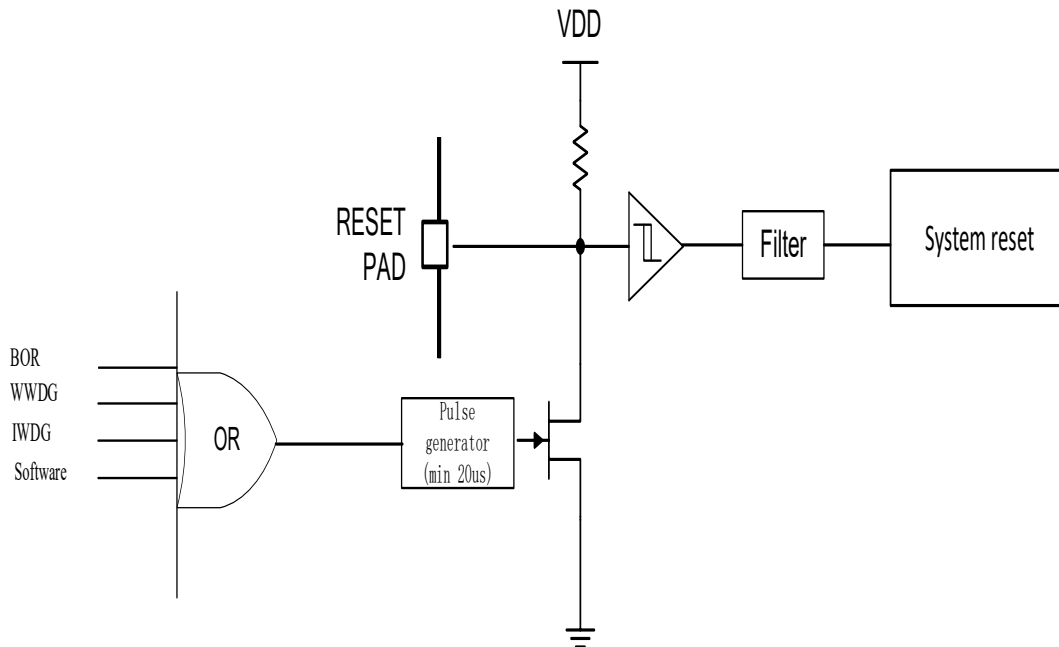 VDD
RESET
PAD
Filter
System reset
BOR
WWDG
IWDG
Software
OR
Pulse
generator
(min 20us)